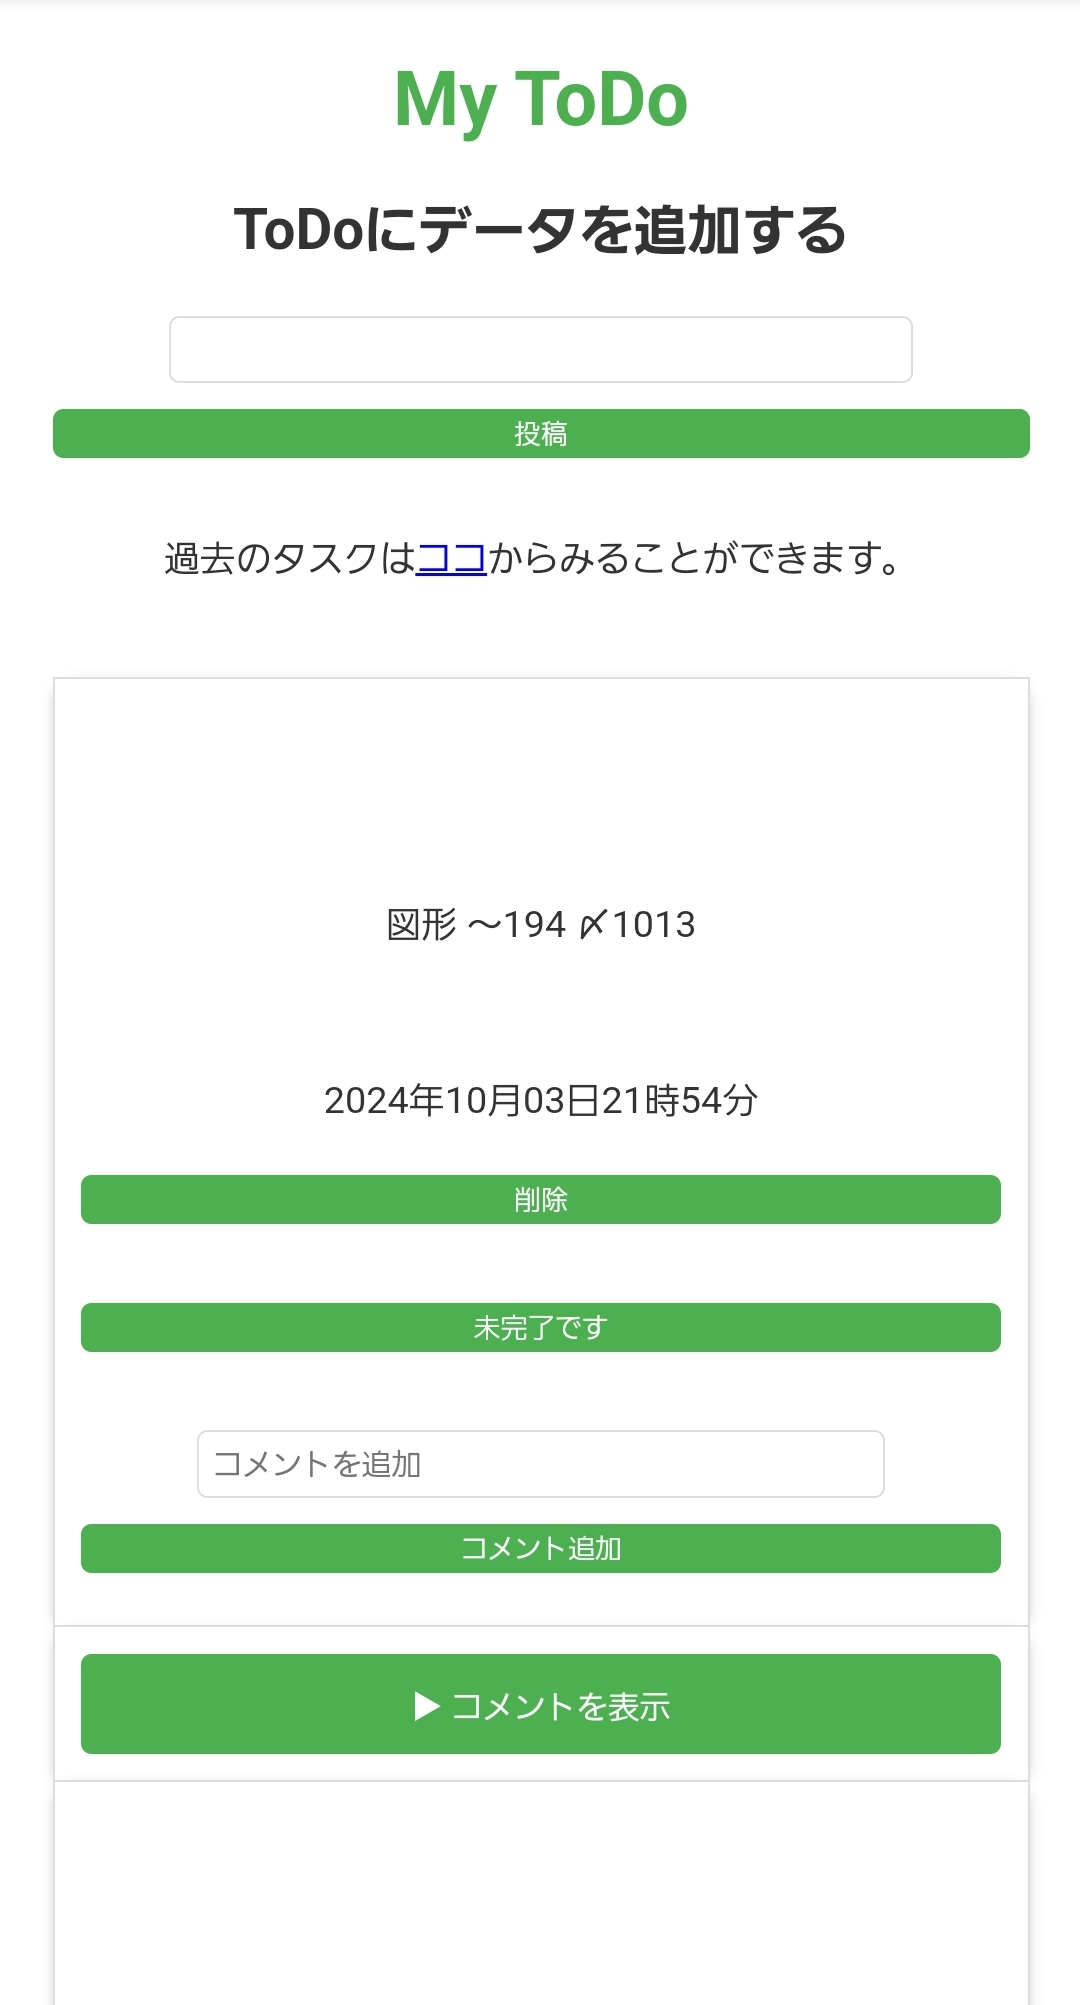 My ToDo
ToDoにデータを追加する
投稿
過去のタスクはココからみることができます。
図形 〜194 〆1013
2024年10月03日21時54分
削除
未完了です
コメントを追加
コメント追加
▶ コメントを表示